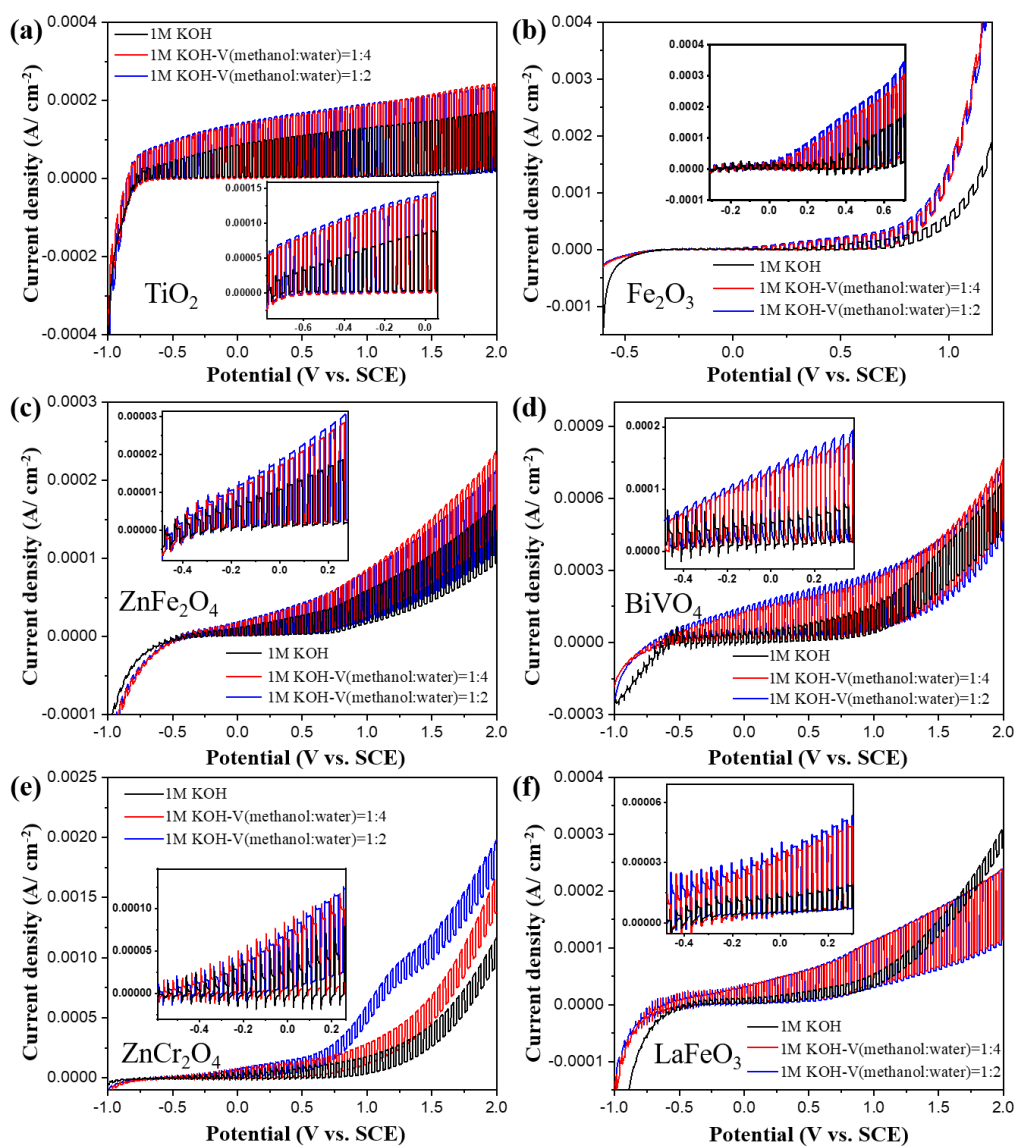 (a)
0.0004
0.0002
0.0000
-0.0002
-0.0004
Current density (A/ cm⁻²)
1M KOH
1M KOH-V(methanol:water)=1:4
1M KOH-V(methanol:water)=1:2
0.00015
0.00010
0.00005
0.00000
-0.6 -0.4 -0.2 0.0
TiO₂
-1.0 -0.5 0.0 0.5 1.0 1.5 2.0
Potential (V vs. SCE)
(b)
0.004
0.003
0.002
0.001
0.000
-0.001
Current density (A/ cm⁻²)
0.0004
0.0003
0.0002
0.0001
0.0000
-0.0001
-0.2 0.0 0.2 0.4 0.6
1M KOH
1M KOH-V(methanol:water)=1:4
1M KOH-V(methanol:water)=1:2
Fe₂O₃
-0.5 0.0 0.5 1.0
Potential (V vs. SCE)
(c)
0.0003
0.0002
0.0001
0.0000
-0.0001
Current density (A/ cm⁻²)
0.00003
0.00002
0.00001
0.00000
-0.4 -0.2 0.0 0.2
ZnFe₂O₄
1M KOH
1M KOH-V(methanol:water)=1:4
1M KOH-V(methanol:water)=1:2
-1.0 -0.5 0.0 0.5 1.0 1.5 2.0
Potential (V vs. SCE)
(d)
0.0009
0.0006
0.0003
0.0000
-0.0003
Current density (A/ cm⁻²)
0.0002
0.0001
0.0000
-0.4 -0.2 0.0 0.2
BiVO₄
1M KOH
1M KOH-V(methanol:water)=1:4
1M KOH-V(methanol:water)=1:2
-1.0 -0.5 0.0 0.5 1.0 1.5 2.0
Potential (V vs. SCE)
(e)
0.0025
0.0020
0.0015
0.0010
0.0005
0.0000
Current density (A/ cm⁻²)
1M KOH
1M KOH-V(methanol:water)=1:4
1M KOH-V(methanol:water)=1:2
0.00010
0.00005
0.00000
-0.4 -0.2 0.0 0.2
ZnCr₂O₄
-1.0 -0.5 0.0 0.5 1.0 1.5 2.0
Potential (V vs. SCE)
(f)
0.0004
0.0003
0.0002
0.0001
0.0000
-0.0001
Current density (A/ cm⁻²)
0.00006
0.00003
0.00000
-0.4 -0.2 0.0 0.2
1M KOH
1M KOH-V(methanol:water)=1:4
1M KOH-V(methanol:water)=1:2
LaFeO₃
-1.0 -0.5 0.0 0.5 1.0 1.5 2.0
Potential (V vs. SCE)